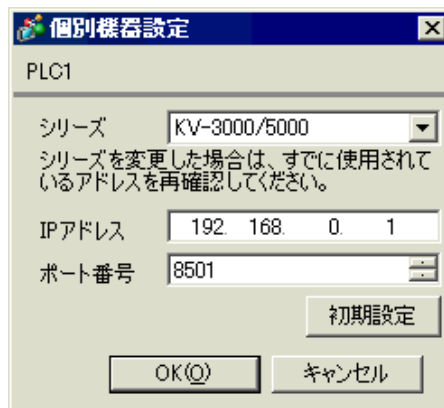 個別機器設定
PLC1
シリーズ KV-3000/5000
シリーズを変更した場合は、すでに使用されて
いるアドレスを再確認してください。
IPアドレス 192. 168. 0. 1
ポート番号 8501
初期設定
OK(O) キャンセル